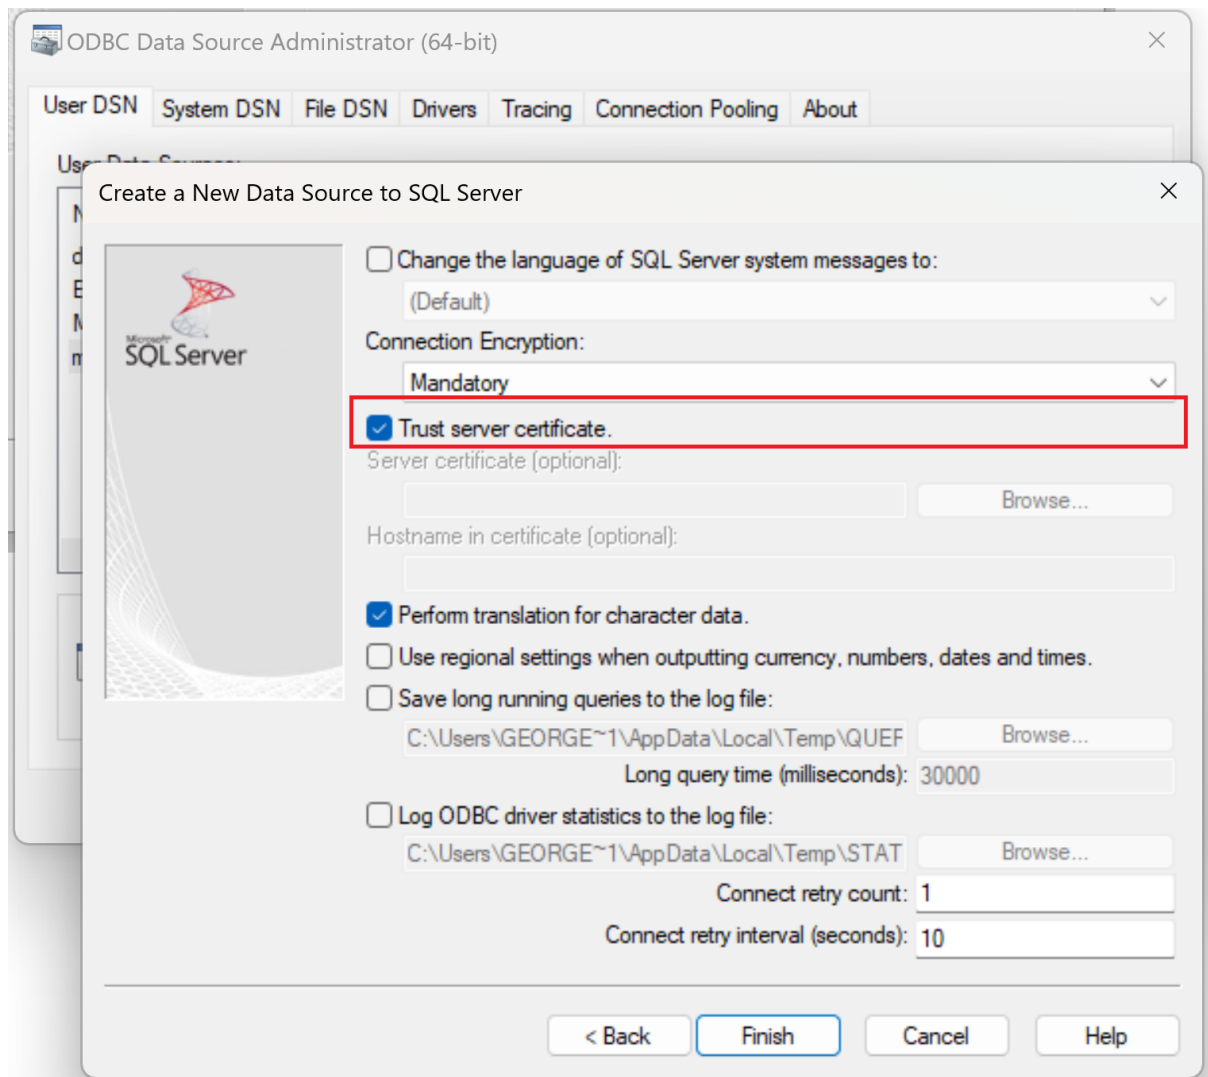 ODBC Data Source Administrator (64-bit)
User DSN System DSN File DSN Drivers Tracing Connection Pooling About
Create a New Data Source to SQL Server
Microsoft
SQL Server
Change the language of SQL Server system messages to:
(Default)
Connection Encryption:
Mandatory
Trust server certificate.
Server certificate (optional):
Browse...
Hostname in certificate (optional):
Perform translation for character data.
Use regional settings when outputting currency, numbers, dates and times.
Save long running queries to the log file:
C:\Users\GEORGE~1\AppData\Local\Temp\QUER
Browse...
Long query time (milliseconds): 30000
Log ODBC driver statistics to the log file:
C:\Users\GEORGE~1\AppData\Local\Temp\STAT
Browse...
Connect retry count: 1
Connect retry interval (seconds): 10
< Back Finish Cancel Help